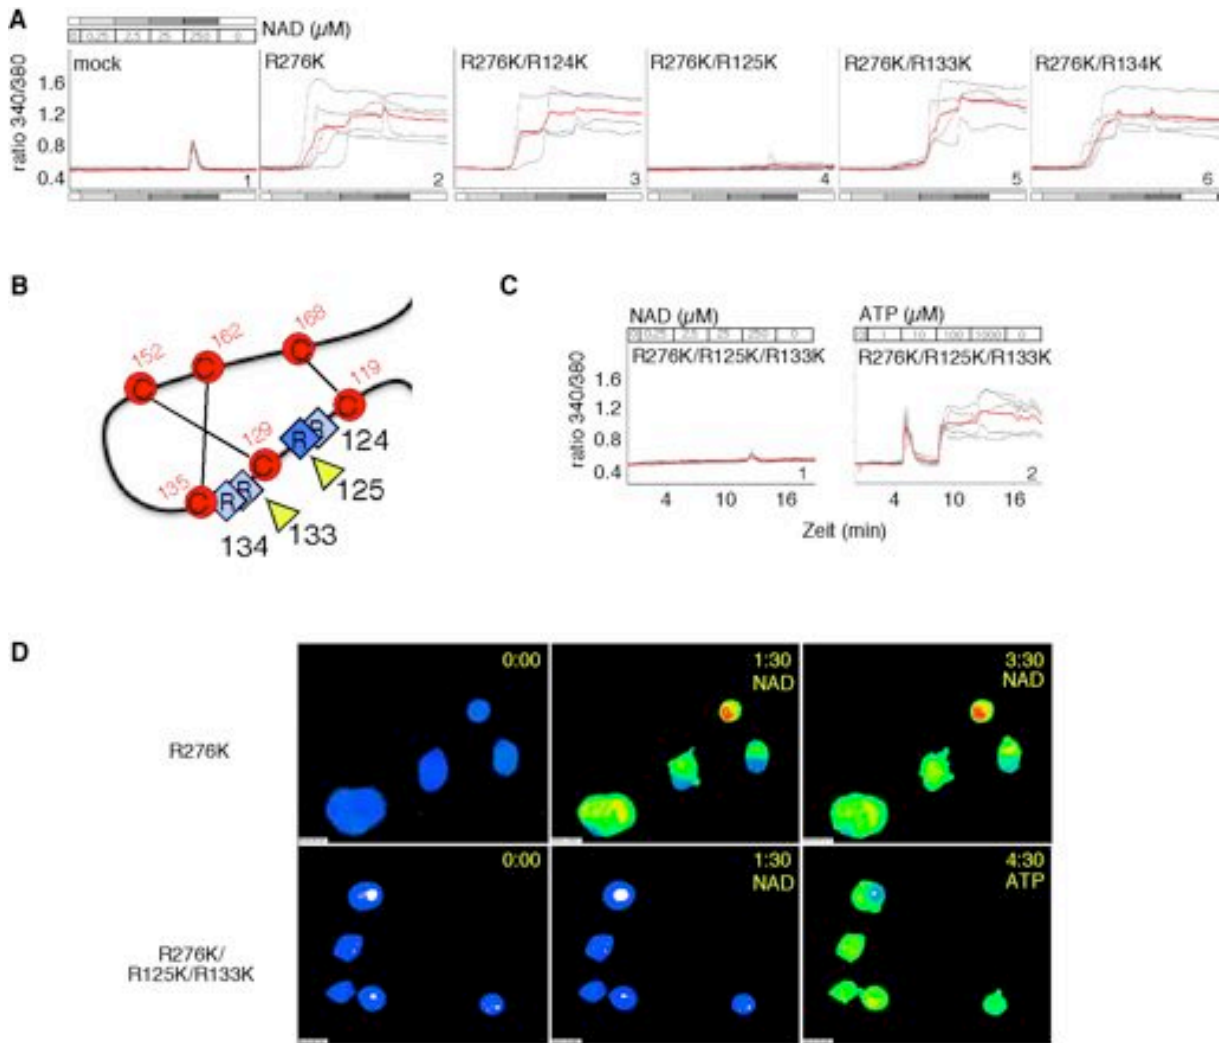 A
0 0,25 2,5 25 250 0 NAD (µM)
mock R276K R276K/R124K R276K/R125K R276K/R133K R276K/R134K
ratio 340/380
1.6
1.2
0.8
0.4
1 2 3 4 5 6
B
C
152 162 168
119
129
135
C C C C C C
R R R R
124
125
133
134
NAD (µM) ATP (µM)
0 0,25 2,5 25 250 0 0 1 10 100 1000 0
R276K/R125K/R133K R276K/R125K/R133K
ratio 340/380
1.6
1.2
0.8
0.4
1 2
4 10 16 4 10 16
Zeit (min)
D
R276K
0:00 1:30 3:30
NAD NAD
R276K/
R125K/R133K
0:00 1:30 4:30
NAD ATP